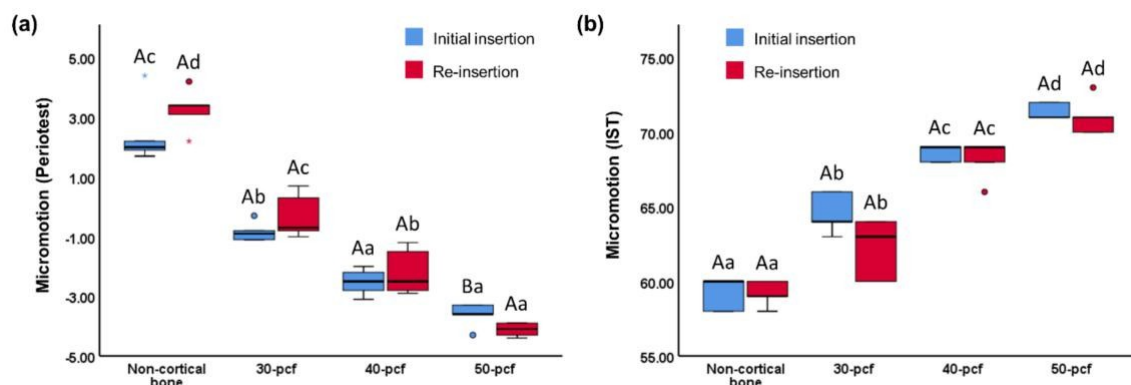 (a)
Initial insertion
Re-insertion
Micromotion (Periotest)
5.00
3.00
1.00
-1.00
-3.00
-5.00
Ac
Ad
Ab
Ac
Aa
Ab
Ba
Aa
Non-cortical
bone
30-pcf
40-pcf
50-pcf
(b)
Initial insertion
Re-insertion
Micromotion (IST)
75.00
70.00
65.00
60.00
55.00
Aa
Aa
Ab
Ab
Ac
Ac
Ad
Ad
Non-cortical
bone
30-pcf
40-pcf
50-pcf